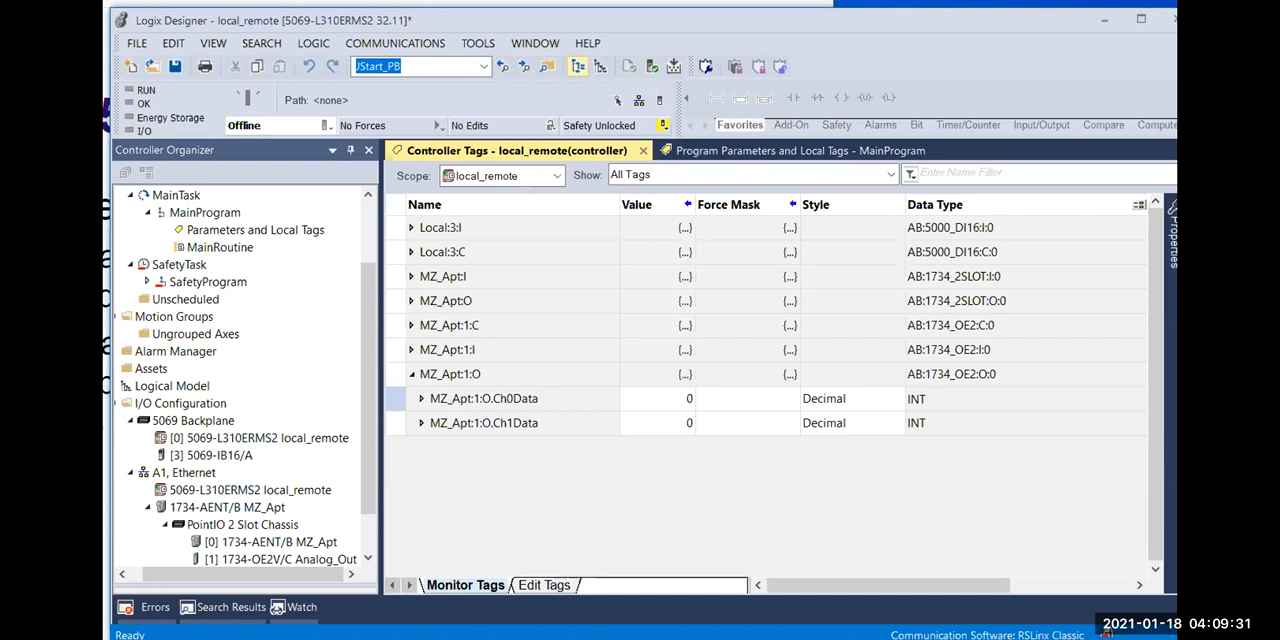 Logix Designer - local_remote [5069-L310ERMS2 32.11]*
FILE EDIT VIEW SEARCH LOGIC COMMUNICATIONS TOOLS WINDOW HELP
JStart_PB
RUN
OK
Energy Storage
I/O
Path: <none>
Offline
No Forces
No Edits
Safety Unlocked
Favorites Add-On Safety Alarms Bit Timer/Counter Input/Output Compare Compute
Controller Organizer
MainTask
MainProgram
Parameters and Local Tags
MainRoutine
SafetyTask
SafetyProgram
Unscheduled
Motion Groups
Ungrouped Axes
Alarm Manager
Assets
Logical Model
I/O Configuration
5069 Backplane
[0] 5069-L310ERMS2 local_remote
[3] 5069-IB16/A
A1, Ethernet
5069-L310ERMS2 local_remote
1734-AENT/B MZ_Apt
PointIO 2 Slot Chassis
[0] 1734-AENT/B MZ_Apt
[1] 1734-OE2V/C Analog_Out
Controller Tags - local_remote(controller)
Program Parameters and Local Tags - MainProgram
Scope: local_remote Show: All Tags Enter Name Filter
Name Value Force Mask Style Data Type
Local:3:I {...} {...} AB:5000_DI16:I:0
Local:3:C {...} {...} AB:5000_DI16:C:0
MZ_Apt:I {...} {...} AB:1734_2SLOT:I:0
MZ_Apt:O {...} {...} AB:1734_2SLOT:O:0
MZ_Apt:1:C {...} {...} AB:1734_OE2:C:0
MZ_Apt:1:I {...} {...} AB:1734_OE2:I:0
MZ_Apt:1:O {...} {...} AB:1734_OE2:O:0
MZ_Apt:1:O.Ch0Data 0 Decimal INT
MZ_Apt:1:O.Ch1Data 0 Decimal INT
Properties
Monitor Tags Edit Tags
Errors Search Results Watch
Ready
Communication Software: RSLinx Classic
2021-01-18 04:09:31